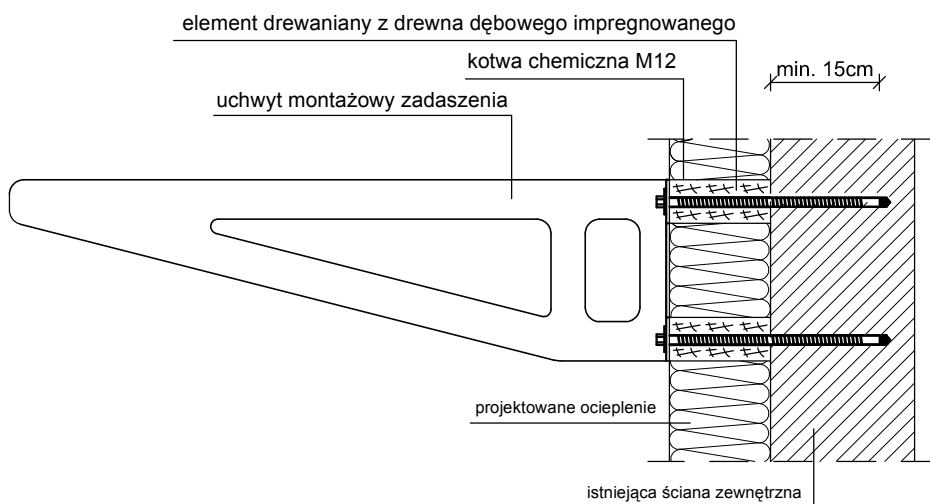 element drewaniany z drewna dębowego impregnowanego
kotwa chemiczna M12
min. 15cm
uchwyt montażowy zadaszenia
projektowane ocieplenie
istniejąca ściana zewnętrzna